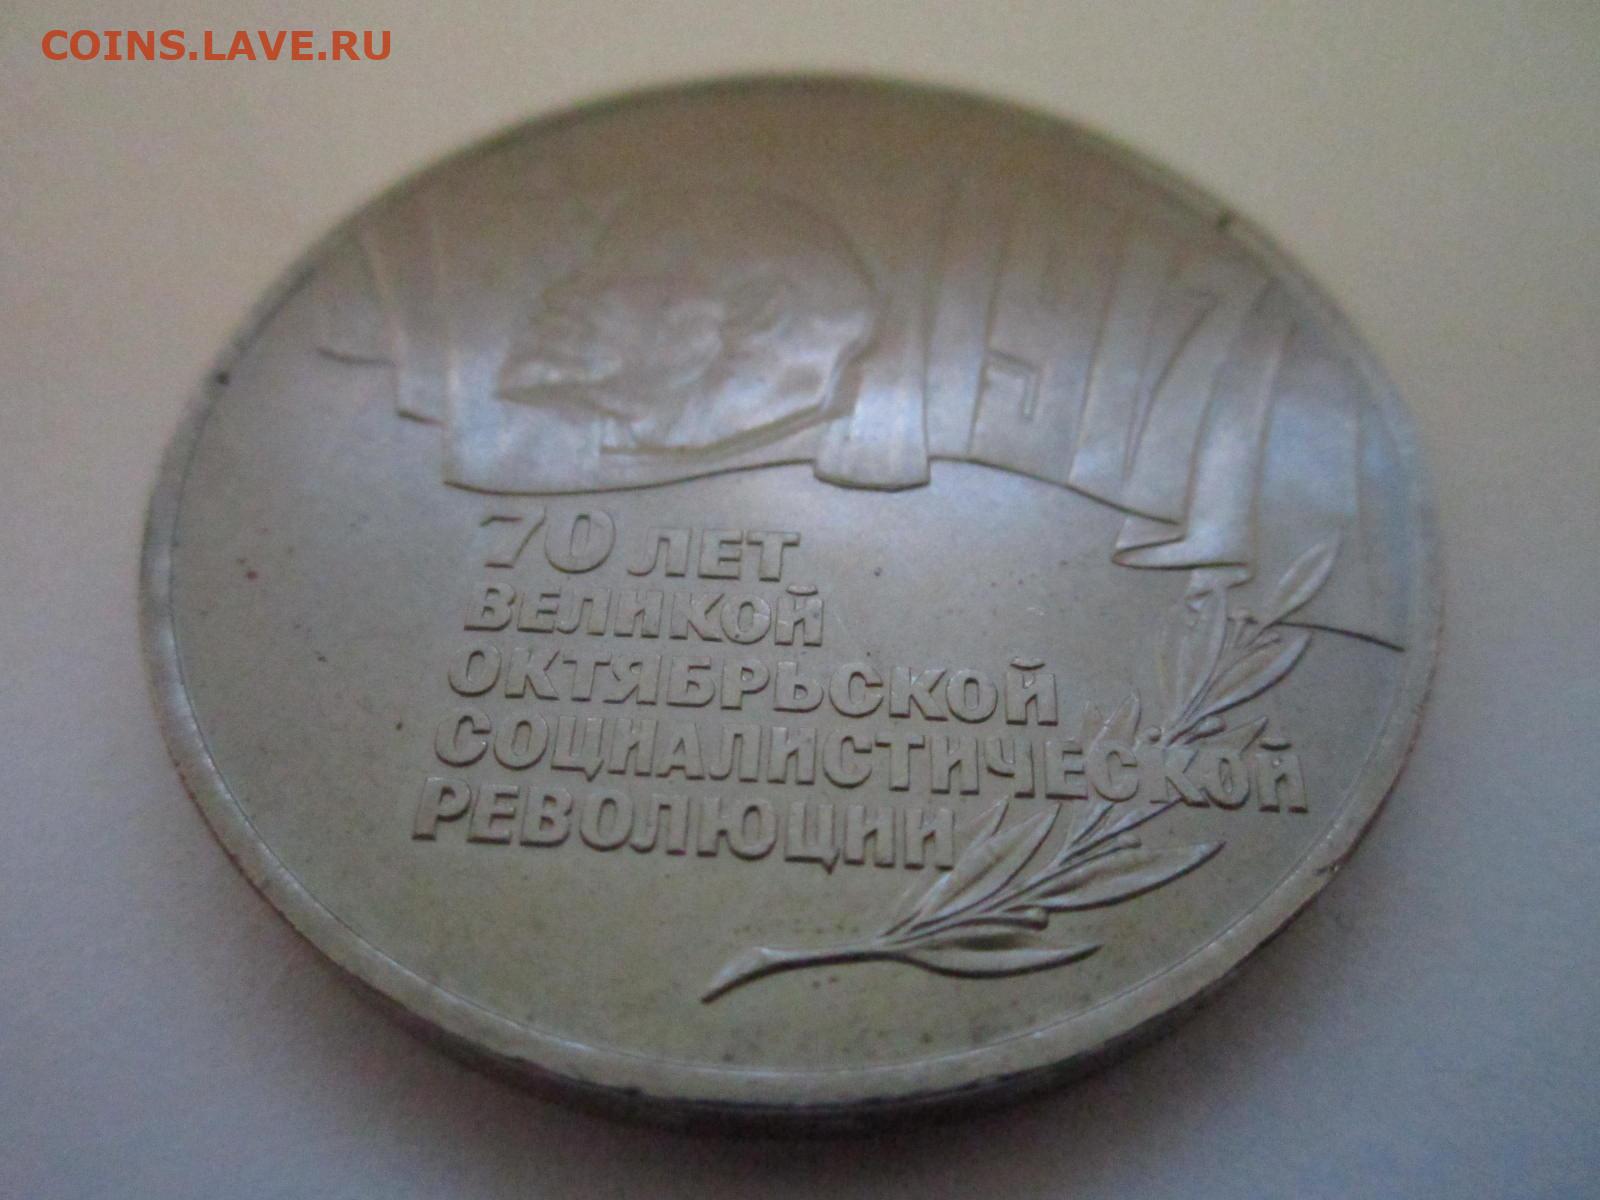 COINS.LAVE.RU
70 ЛЕТ
ВЕЛИКОЙ
ОКТЯБРЬСКОЙ
СОЦИАЛИСТИЧЕСКОЙ
РЕВОЛЮЦИИ